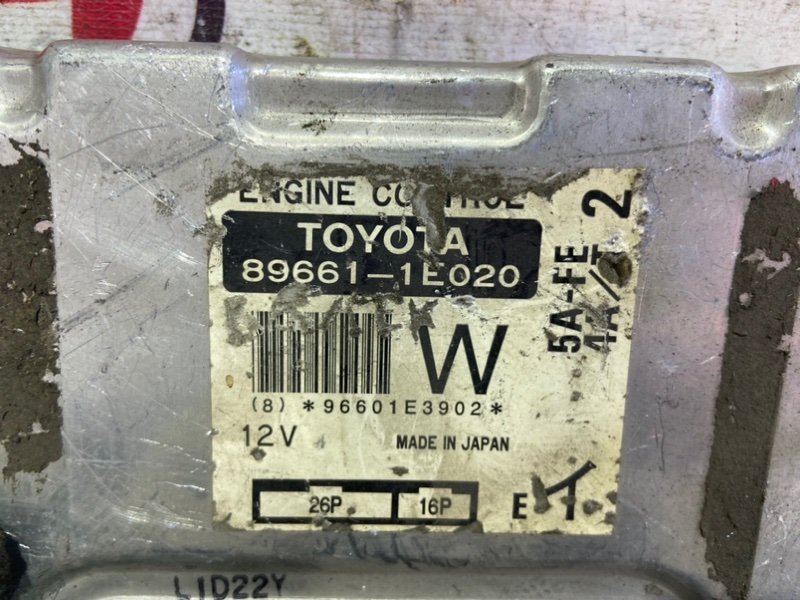 ENGINE CONTROL
TOYOTA
89661-1E020
W
(8) *96601E3902*
12V
MADE IN JAPAN
26P 16P
5A-FE
4A/T
2
L1D22Y